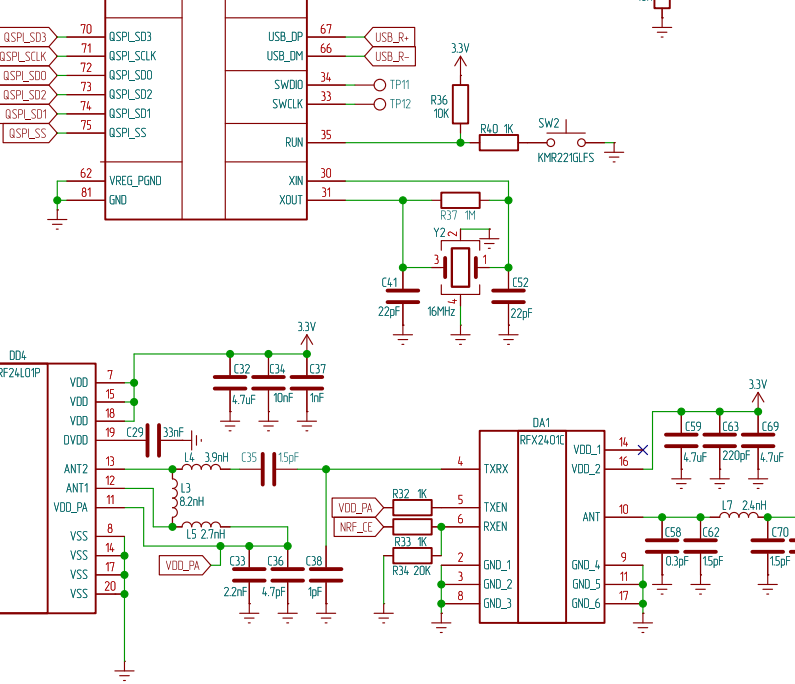 QSPI_SD3 70 QSPI_SD3
QSPI_SCLK 71 QSPI_SCLK
QSPI_SD0 72 QSPI_SD0
QSPI_SD2 73 QSPI_SD2
QSPI_SD1 74 QSPI_SD1
QSPI_SS 75 QSPI_SS
62 VREG_PGND
81 GND
USB_DP 67 USB_R+
USB_DM 66 USB_R-
SWDIO 34 TP11
SWCLK 33 TP12
RUN 35
XIN 30
XOUT 31
3.3V
R36
10K
R40 1K
SW2
KMR221GLFS
R37 1M
Y2
2
3
1
4
16MHz
C41
22pF
C52
22pF
DD4
RF24L01P
VDD 7
VDD 15
VDD 18
DVDD 19
ANT2 13
ANT1 12
VDD_PA 11
VSS 8
VSS 14
VSS 17
VSS 20
3.3V
C32
4.7uF
C34
10nF
C37
1nF
C29 33nF
L4 3.9nH
C35 1.5pF
L3
8.2nH
L5 2.7nH
VDD_PA
C33
2.2nF
C36
4.7pF
C38
1pF
VDD_PA
R32 1K
NRF_CE
R33 1K
R34 20K
DA1
RFX2401C
4 TXRX
5 TXEN
6 RXEN
2 GND_1
3 GND_2
8 GND_3
VDD_1 14
VDD_2 16
ANT 10
GND_4 9
GND_5 11
GND_6 17
3.3V
C59
4.7uF
C63
220pF
C69
4.7uF
L7 2.4nH
C58
0.3pF
C62
1.5pF
C70
1.5pF